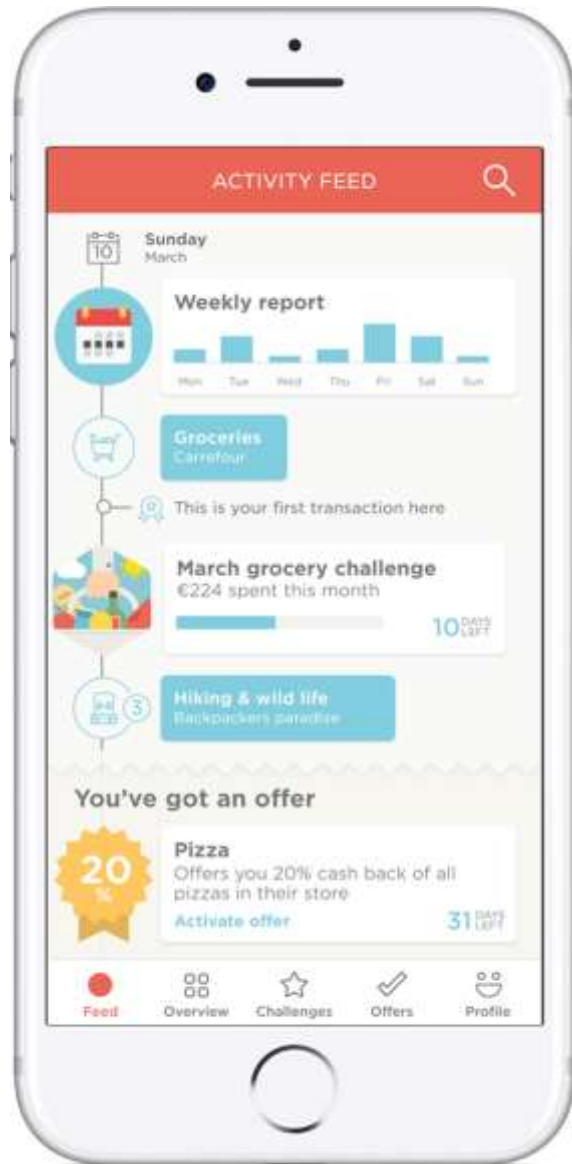 ACTIVITY FEED
10
Sunday
March
Weekly report
Mon Tue Wed Thu Fri Sat Sun
Groceries
Carrefour
This is your first transaction here
March grocery challenge
€224 spent this month
10 DAYS LEFT
3
Hiking & wild life
Backpackers paradise
You've got an offer
20
%
Pizza
Offers you 20% cash back of all
pizzas in their store
Activate offer
31 DAYS LEFT
Feed Overview Challenges Offers Profile